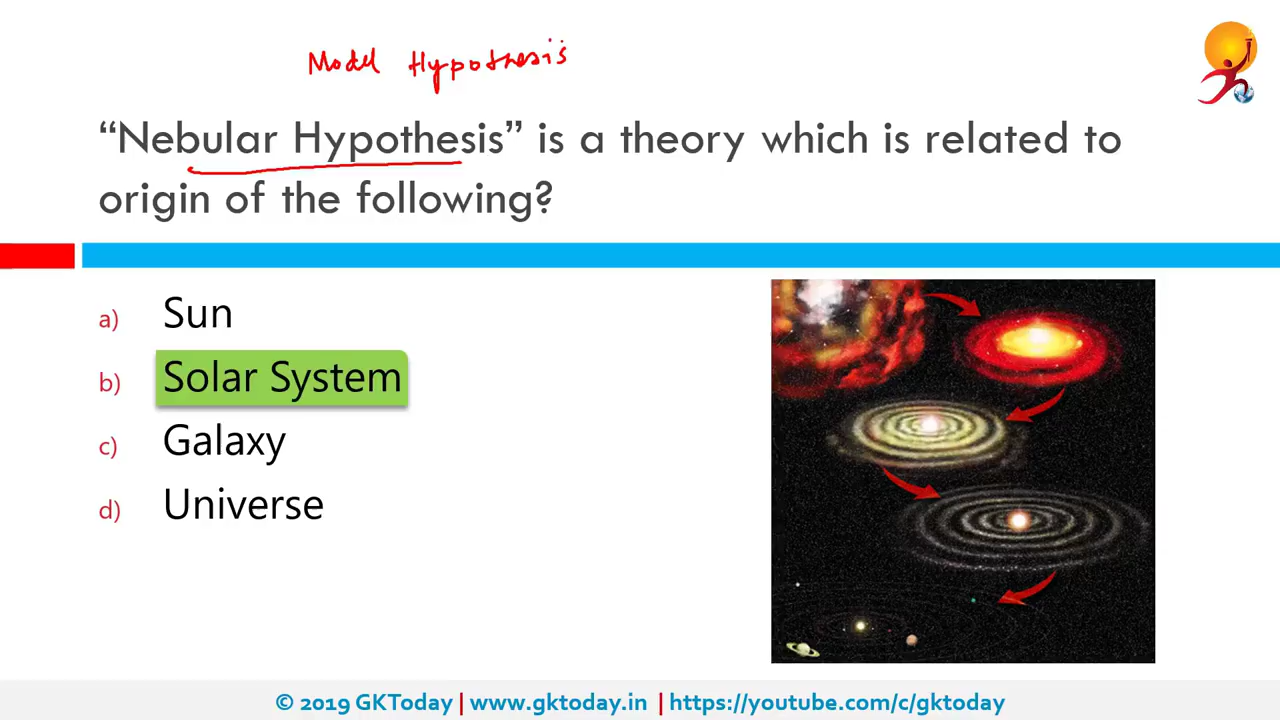 Model Hypothesis
“Nebular Hypothesis” is a theory which is related to
origin of the following?
a) Sun
b) Solar System
c) Galaxy
d) Universe
© 2019 GKToday | www.gktoday.in | https://youtube.com/c/gktoday